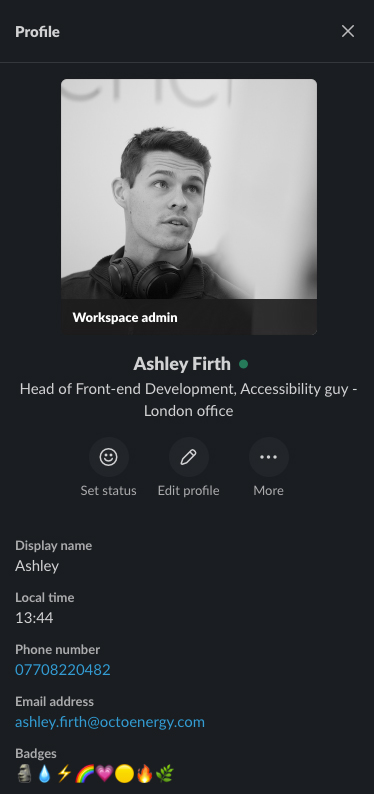 Profile
Workspace admin
Ashley Firth
Head of Front-end Development, Accessibility guy -
London office
Set status Edit profile More
Display name
Ashley
Local time
13:44
Phone number
07708220482
Email address
ashley.firth@octoenergy.com
Badges